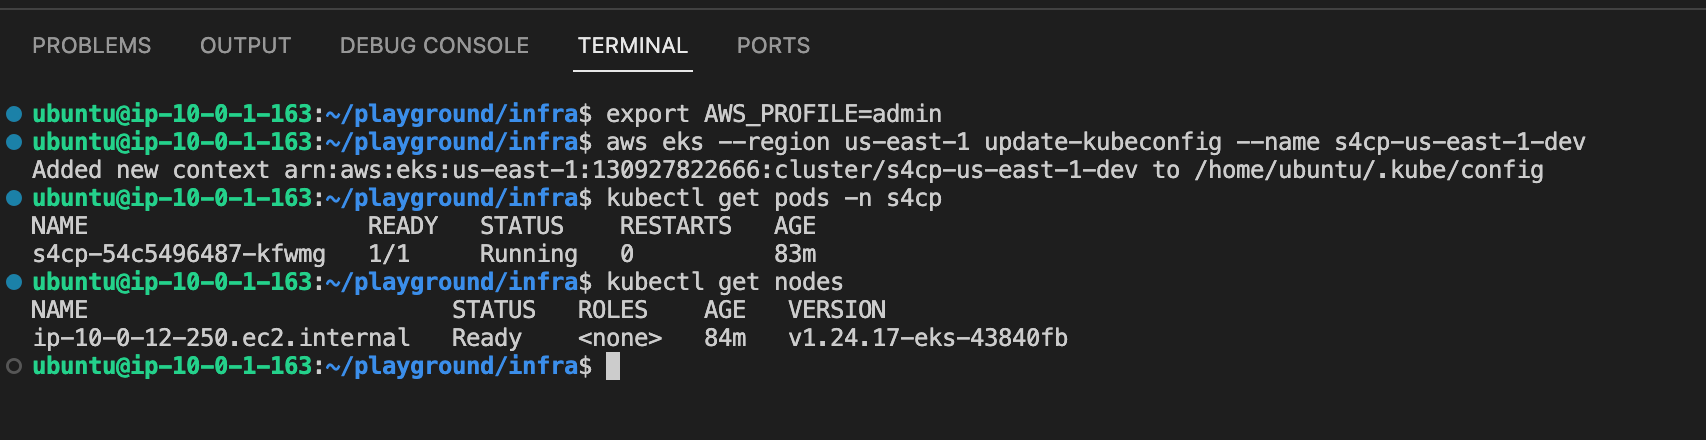 PROBLEMS OUTPUT DEBUG CONSOLE TERMINAL PORTS
ubuntu@ip-10-0-1-163:~/playground/infra$ export AWS_PROFILE=admin
ubuntu@ip-10-0-1-163:~/playground/infra$ aws eks --region us-east-1 update-kubeconfig --name s4cp-us-east-1-dev
Added new context arn:aws:eks:us-east-1:130927822666:cluster/s4cp-us-east-1-dev to /home/ubuntu/.kube/config
ubuntu@ip-10-0-1-163:~/playground/infra$ kubectl get pods -n s4cp
NAME READY STATUS RESTARTS AGE
s4cp-54c5496487-kfwmg 1/1 Running 0 83m
ubuntu@ip-10-0-1-163:~/playground/infra$ kubectl get nodes
NAME STATUS ROLES AGE VERSION
ip-10-0-12-250.ec2.internal Ready <none> 84m v1.24.17-eks-43840fb
ubuntu@ip-10-0-1-163:~/playground/infra$